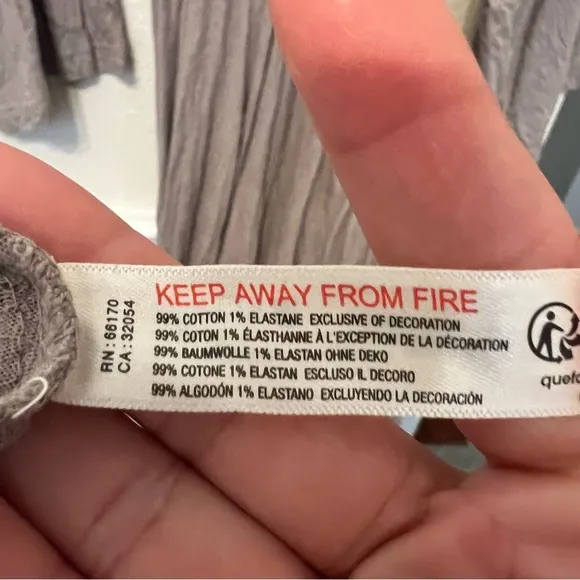 RN : 66170
CA : 32054
KEEP AWAY FROM FIRE
99% COTTON 1% ELASTANE EXCLUSIVE OF DECORATION
99% COTON 1% ÉLASTHANNE À L'EXCEPTION DE LA DÉCORATION
99% BAUMWOLLE 1% ELASTAN OHNE DEKO
99% COTONE 1% ELASTAN ESCLUSO IL DECORO
99% ALGODÓN 1% ELASTANO EXCLUYENDO LA DECORACIÓN